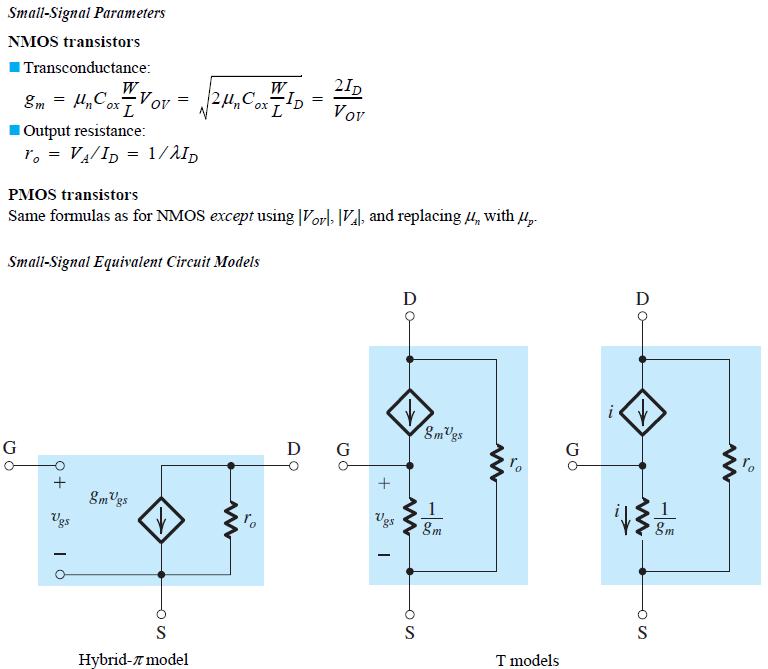 Small-Signal Parameters
NMOS transistors
■ Transconductance:
g_m = μ_n C_ox W/L V_OV = √(2μ_n C_ox W/L I_D) = 2I_D/V_OV
■ Output resistance:
r_o = V_A/I_D = 1/λI_D
PMOS transistors
Same formulas as for NMOS except using |V_OV|, |V_A|, and replacing μ_n with μ_p.
Small-Signal Equivalent Circuit Models
G
+
v_gs
−
g_m v_gs
r_o
D
S
Hybrid-π model
D
G
g_m v_gs
+
v_gs
−
1/g_m
r_o
S
D
G
i
i
1/g_m
r_o
S
T models